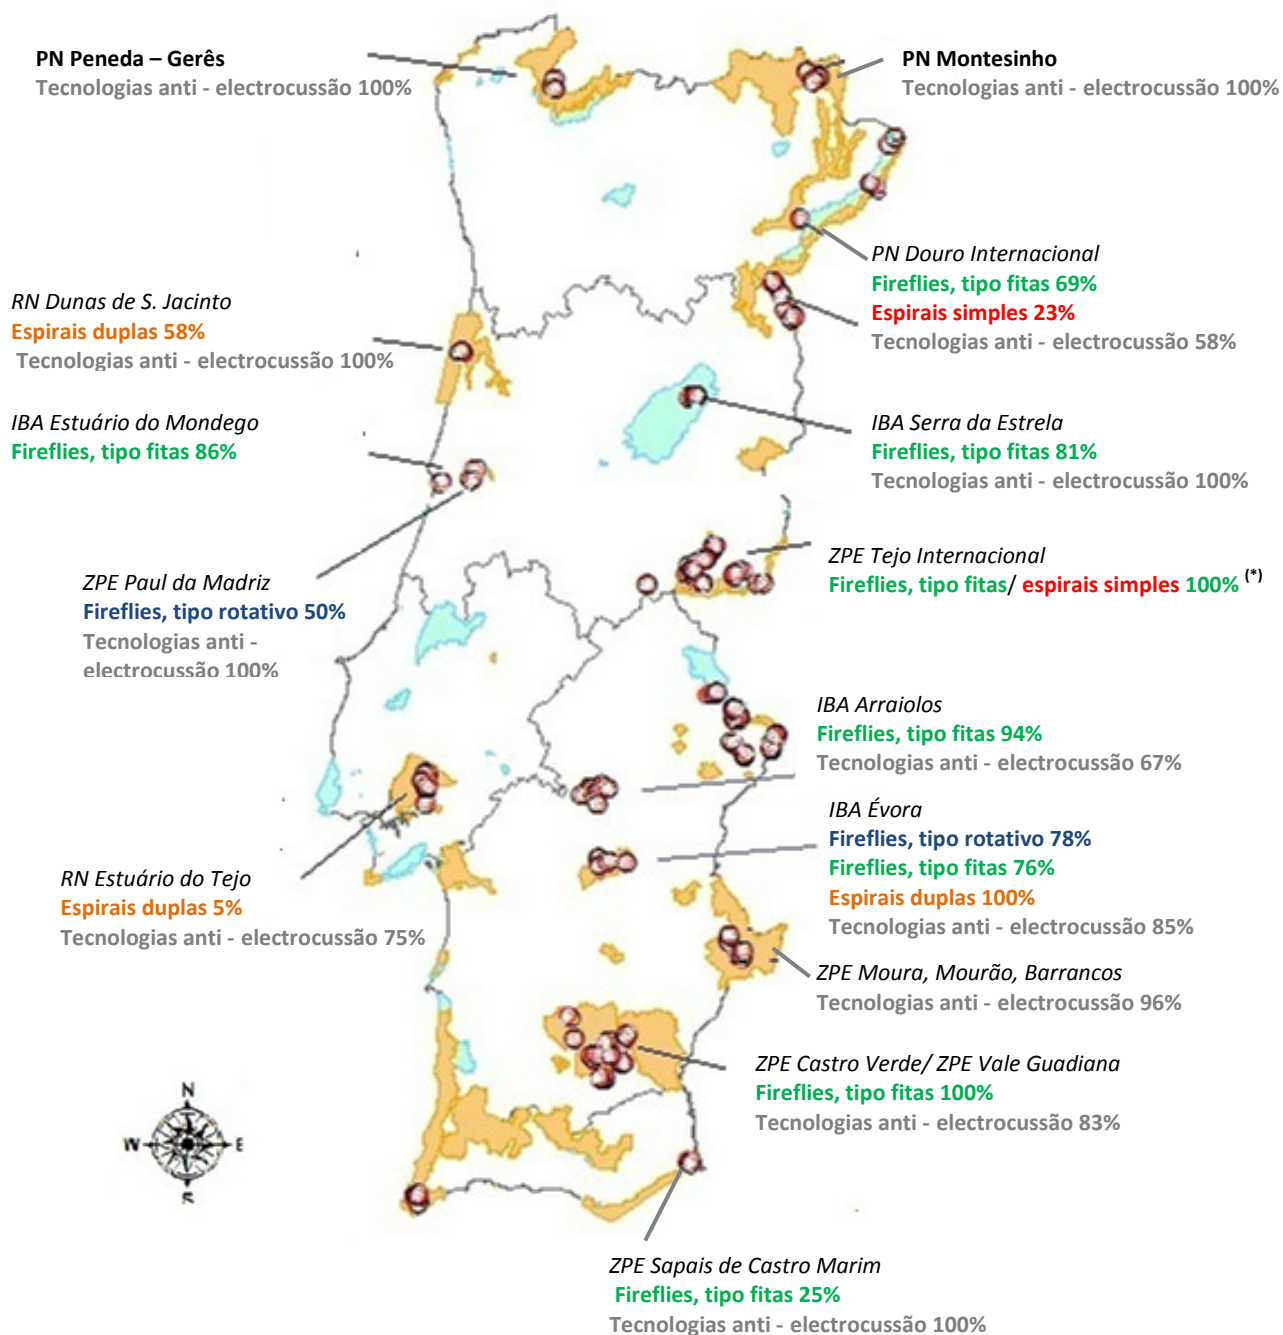 PN Peneda – Gerês
Tecnologias anti - electrocussão 100%
PN Montesinho
Tecnologias anti - electrocussão 100%
PN Douro Internacional
Fireflies, tipo fitas 69%
Espirais simples 23%
Tecnologias anti - electrocussão 58%
RN Dunas de S. Jacinto
Espirais duplas 58%
Tecnologias anti - electrocussão 100%
IBA Estuário do Mondego
Fireflies, tipo fitas 86%
IBA Serra da Estrela
Fireflies, tipo fitas 81%
Tecnologias anti - electrocussão 100%
ZPE Tejo Internacional
Fireflies, tipo fitas/ espirais simples 100% (*)
ZPE Paul da Madriz
Fireflies, tipo rotativo 50%
Tecnologias anti -
electrocussão 100%
IBA Arraiolos
Fireflies, tipo fitas 94%
Tecnologias anti - electrocussão 67%
IBA Évora
Fireflies, tipo rotativo 78%
Fireflies, tipo fitas 76%
Espirais duplas 100%
Tecnologias anti - electrocussão 85%
RN Estuário do Tejo
Espirais duplas 5%
Tecnologias anti - electrocussão 75%
ZPE Moura, Mourão, Barrancos
Tecnologias anti - electrocussão 96%
ZPE Castro Verde/ ZPE Vale Guadiana
Fireflies, tipo fitas 100%
Tecnologias anti - electrocussão 83%
N
W E
S
ZPE Sapais de Castro Marim
Fireflies, tipo fitas 25%
Tecnologias anti - electrocussão 100%